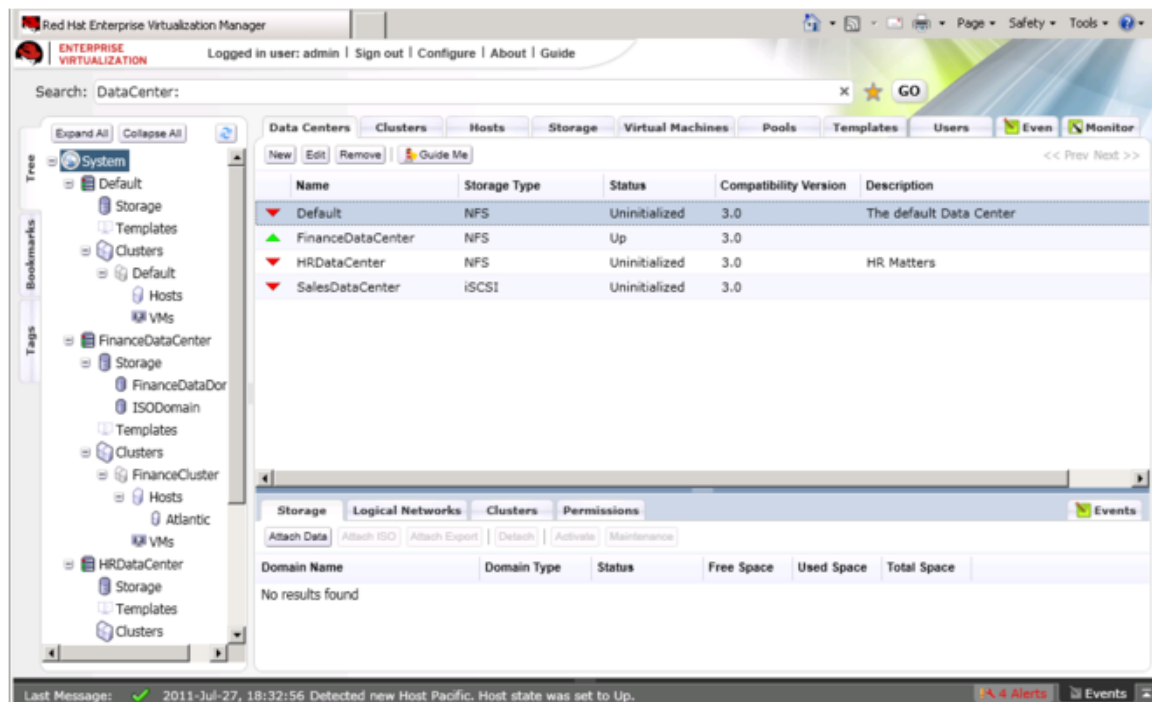 Red Hat Enterprise Virtualization Manager
Page Safety Tools
ENTERPRISE
VIRTUALIZATION
Logged in user: admin | Sign out | Configure | About | Guide
Search: DataCenter: x GO
Expand All Collapse All
Tree
Bookmarks
Tags
System
Default
Storage
Templates
Clusters
Default
Hosts
VMs
FinanceDataCenter
Storage
FinanceDataDor
ISODomain
Templates
Clusters
FinanceCluster
Hosts
Atlantic
VMs
HRDataCenter
Storage
Templates
Clusters
Data Centers Clusters Hosts Storage Virtual Machines Pools Templates Users Even Monitor
New Edit Remove Guide Me << Prev Next >>
Name Storage Type Status Compatibility Version Description
Default NFS Uninitialized 3.0 The default Data Center
FinanceDataCenter NFS Up 3.0
HRDataCenter NFS Uninitialized 3.0 HR Matters
SalesDataCenter iSCSI Uninitialized 3.0
Storage Logical Networks Clusters Permissions Events
Attach Data Attach ISO Attach Export Detach Activate Maintenance
Domain Name Domain Type Status Free Space Used Space Total Space
No results found
Last Message: 2011-Jul-27, 18:32:56 Detected new Host Pacific. Host state was set to Up. 4 Alerts Events